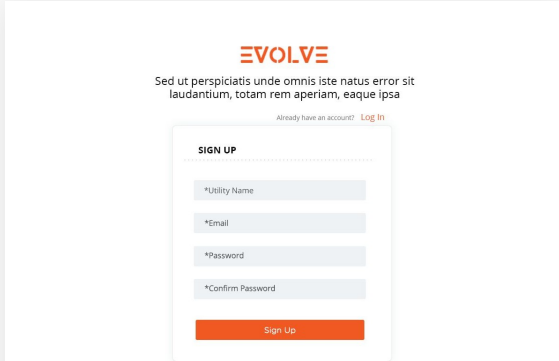 EVOLVE
Sed ut perspiciatis unde omnis iste natus error sit
laudantium, totam rem aperiam, eaque ipsa
Already have an account? Log In
SIGN UP
*Utility Name
*Email
*Password
*Confirm Password
Sign Up